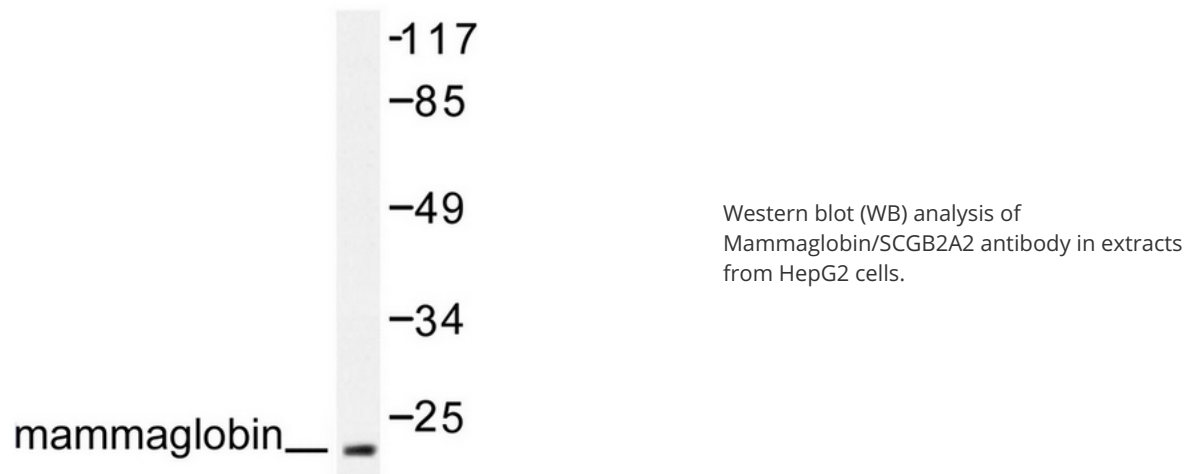 -117
-85
-49
-34
-25
mammaglobin
Western blot (WB) analysis of
Mammaglobin/SCGB2A2 antibody in extracts
from HepG2 cells.